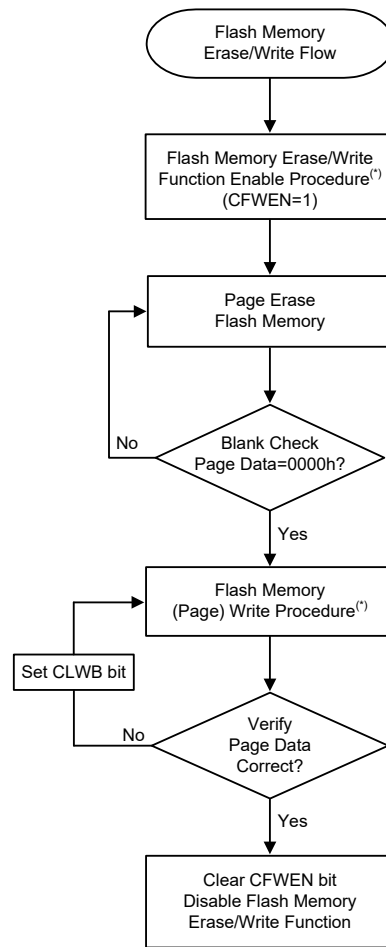 Flash Memory
Erase/Write Flow
Flash Memory Erase/Write
Function Enable Procedure(*)
(CFWEN=1)
Page Erase
Flash Memory
Blank Check
Page Data=0000h?
No
Yes
Flash Memory
(Page) Write Procedure(*)
Set CLWB bit
Verify
Page Data
Correct?
No
Yes
Clear CFWEN bit
Disable Flash Memory
Erase/Write Function